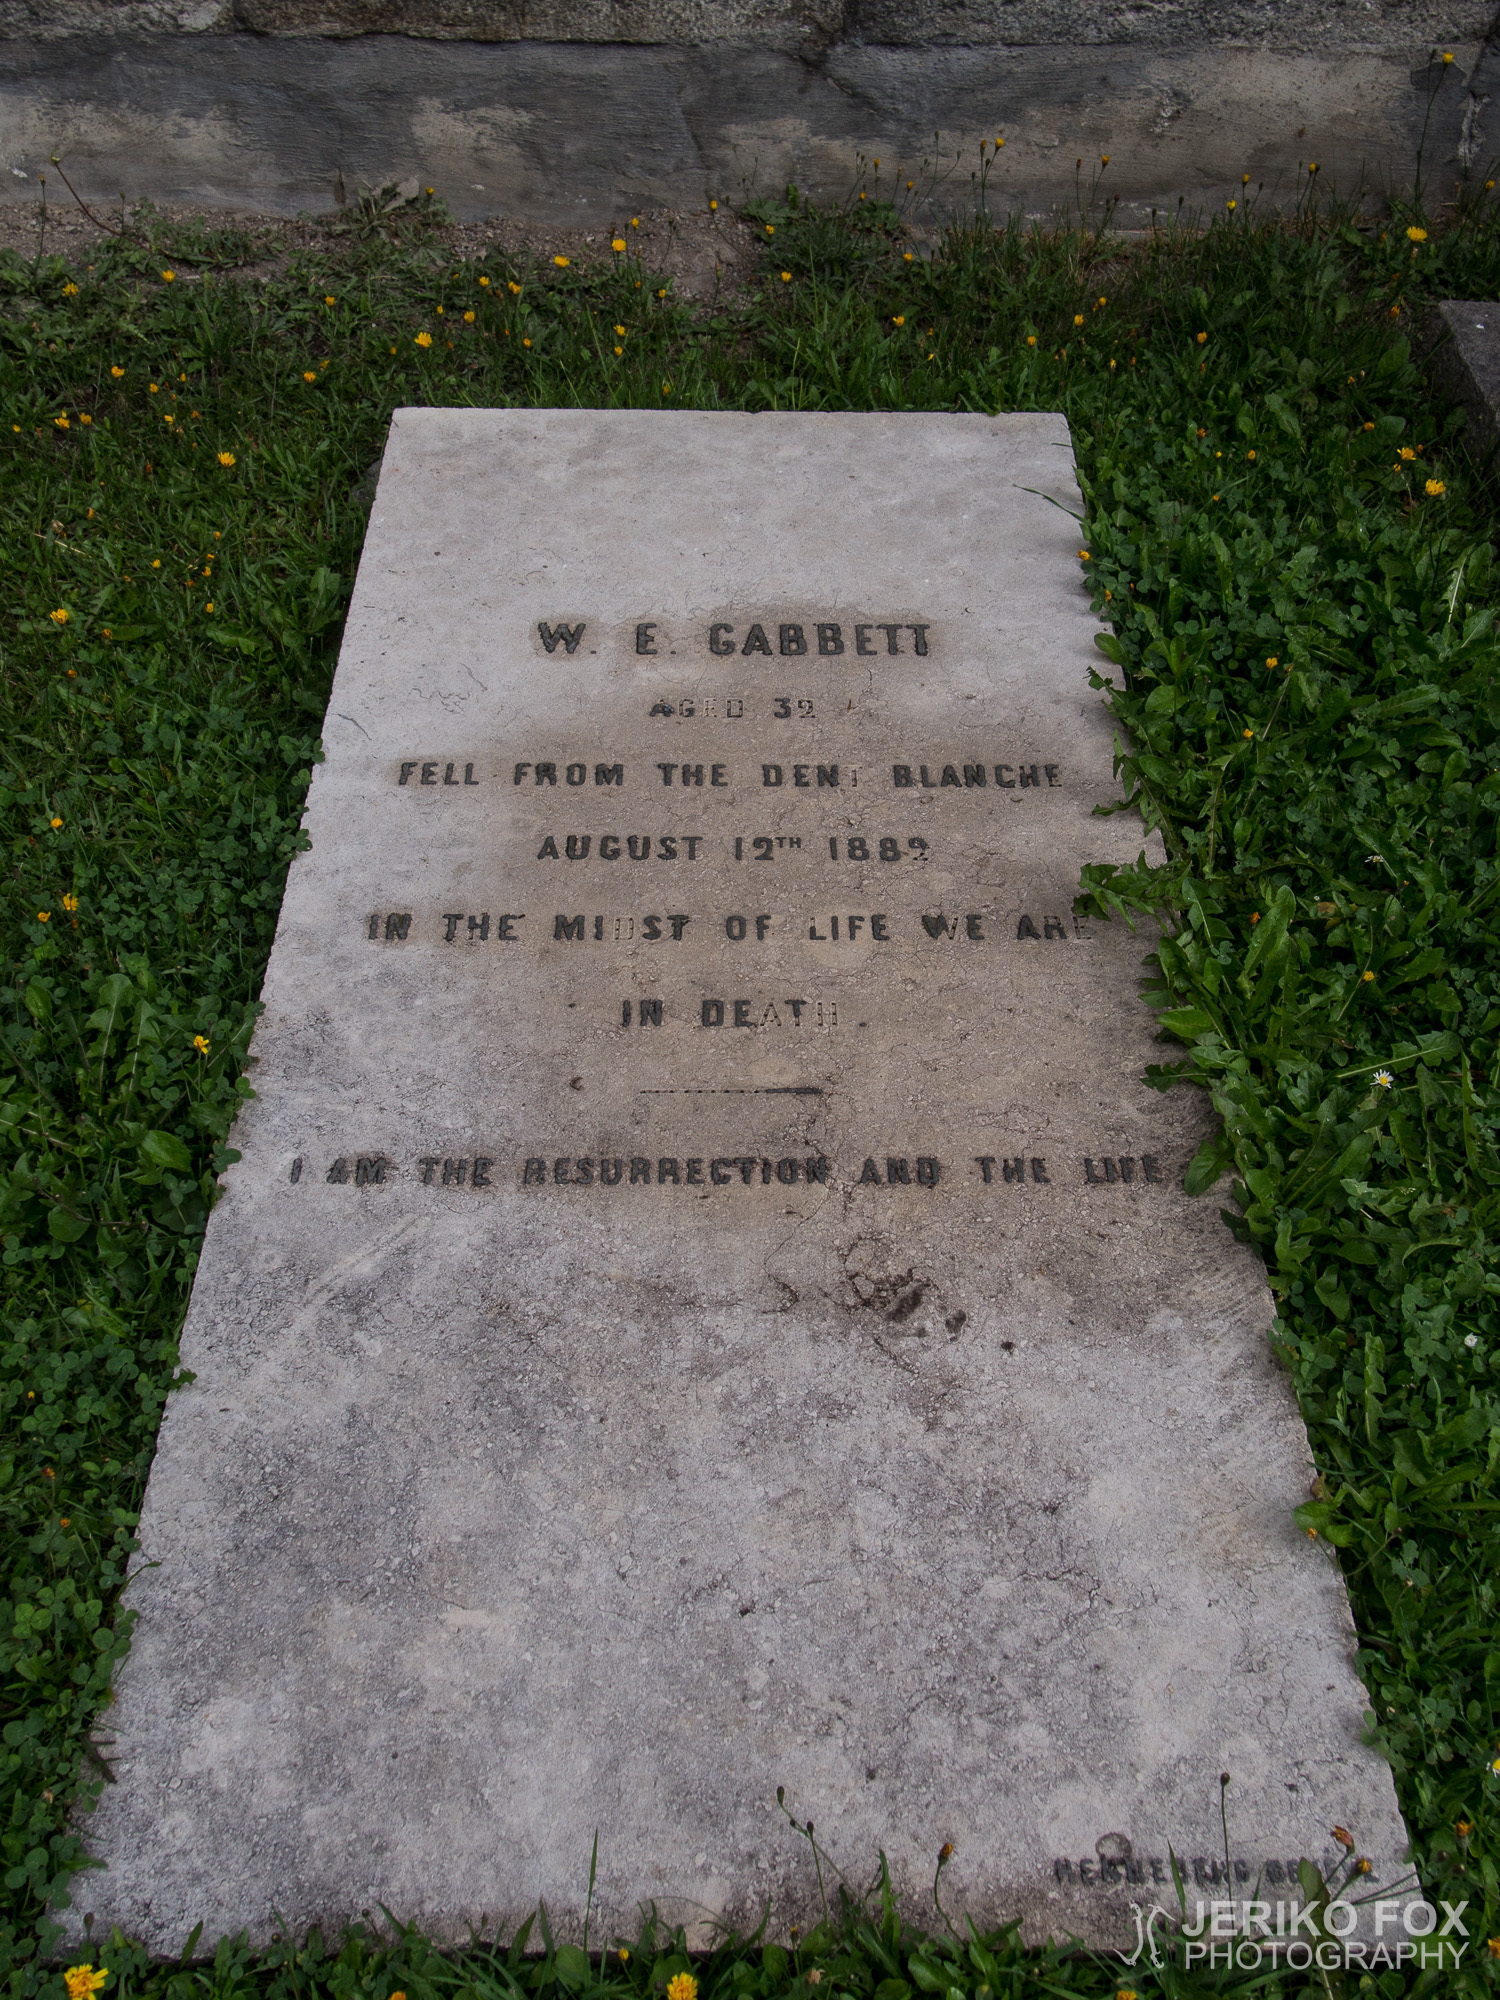 W. E. GABBETT
AGED 32
FELL FROM THE DENT BLANCHE
AUGUST 12TH 1882
IN THE MIDST OF LIFE WE ARE
IN DEATH.
I AM THE RESURRECTION AND THE LIFE
JERIKO FOX
PHOTOGRAPHY